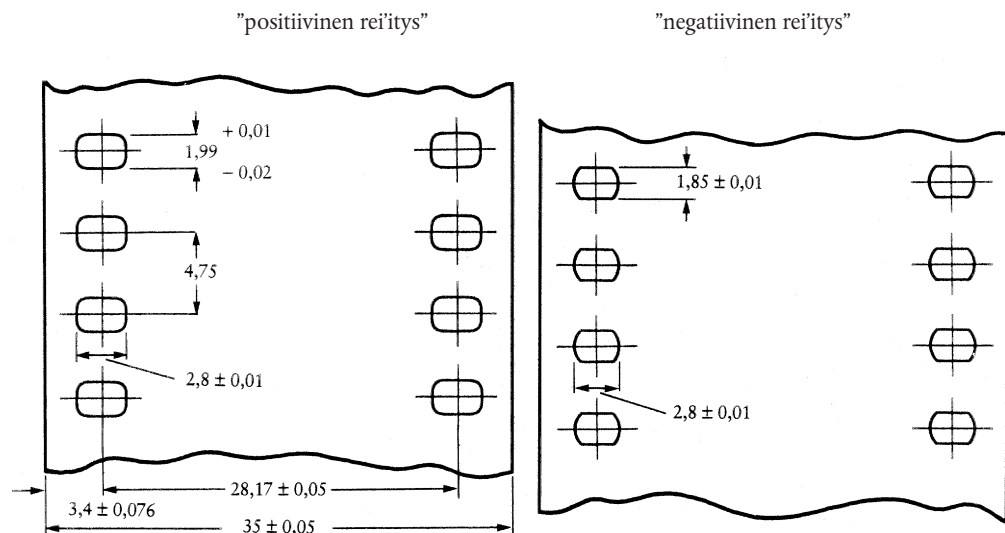 ”positiivinen rei’itys”
”negatiivinen rei’itys”
+ 0,01
1,99
– 0,02
4,75
2,8 ± 0,01
28,17 ± 0,05
3,4 ± 0,076
35 ± 0,05
1,85 ± 0,01
2,8 ± 0,01